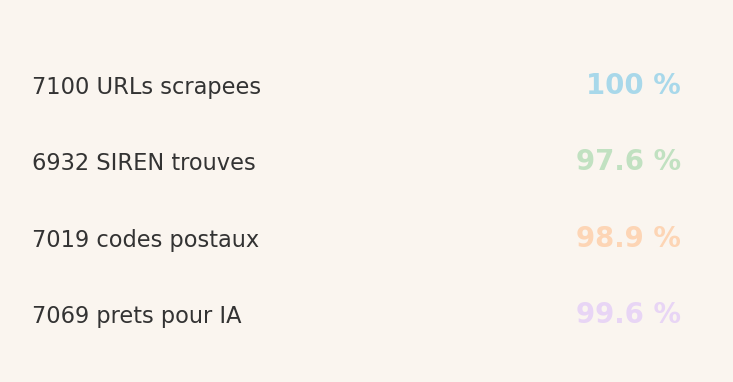 7100 URLs scrapees 100 %
6932 SIREN trouves 97.6 %
7019 codes postaux 98.9 %
7069 prets pour IA 99.6 %